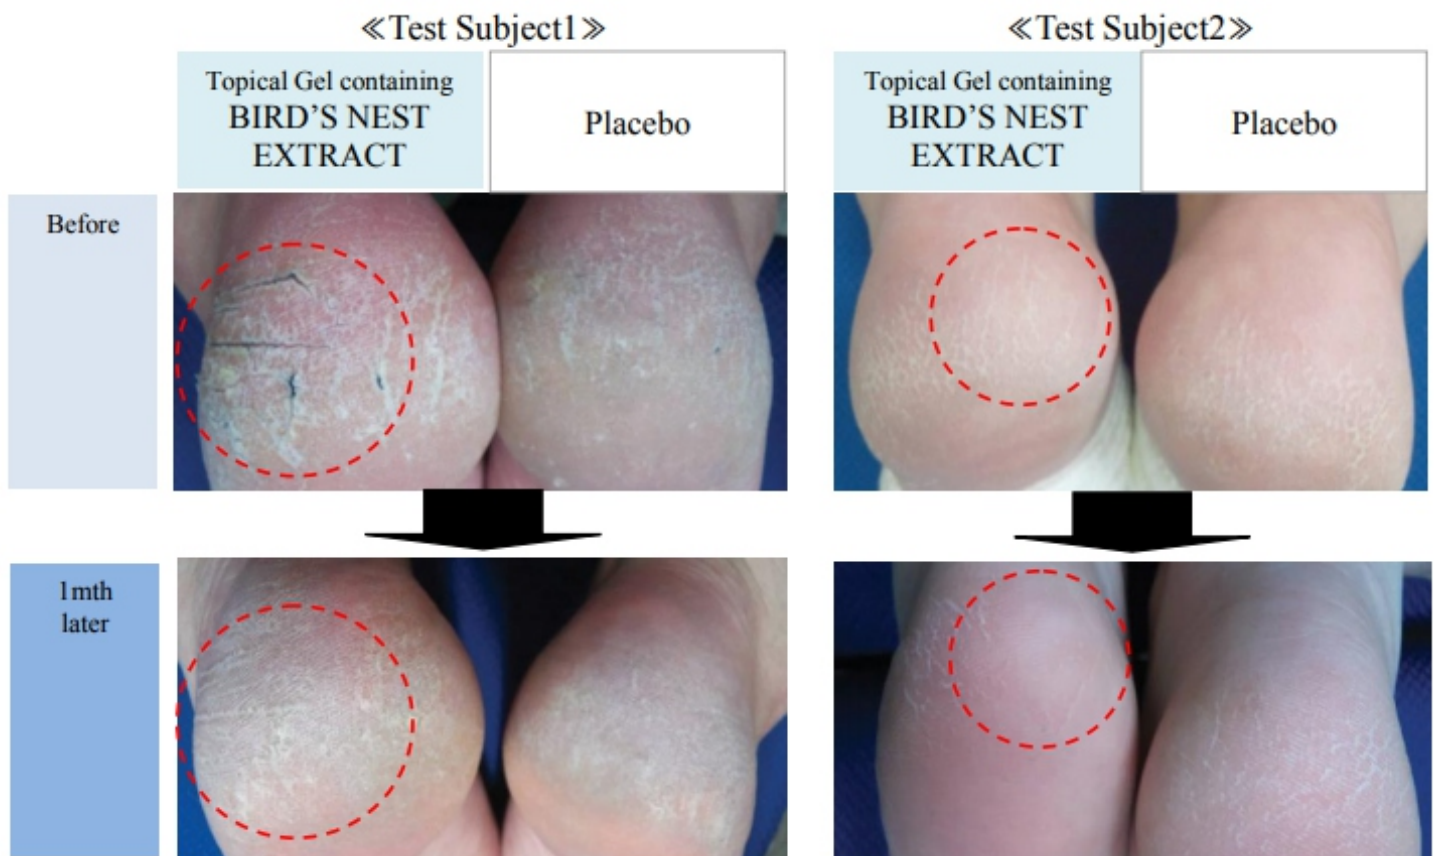 ≪Test Subject1≫
Topical Gel containing
BIRD’S NEST
EXTRACT
Placebo
≪Test Subject2≫
Topical Gel containing
BIRD’S NEST
EXTRACT
Placebo
Before
1mth
later